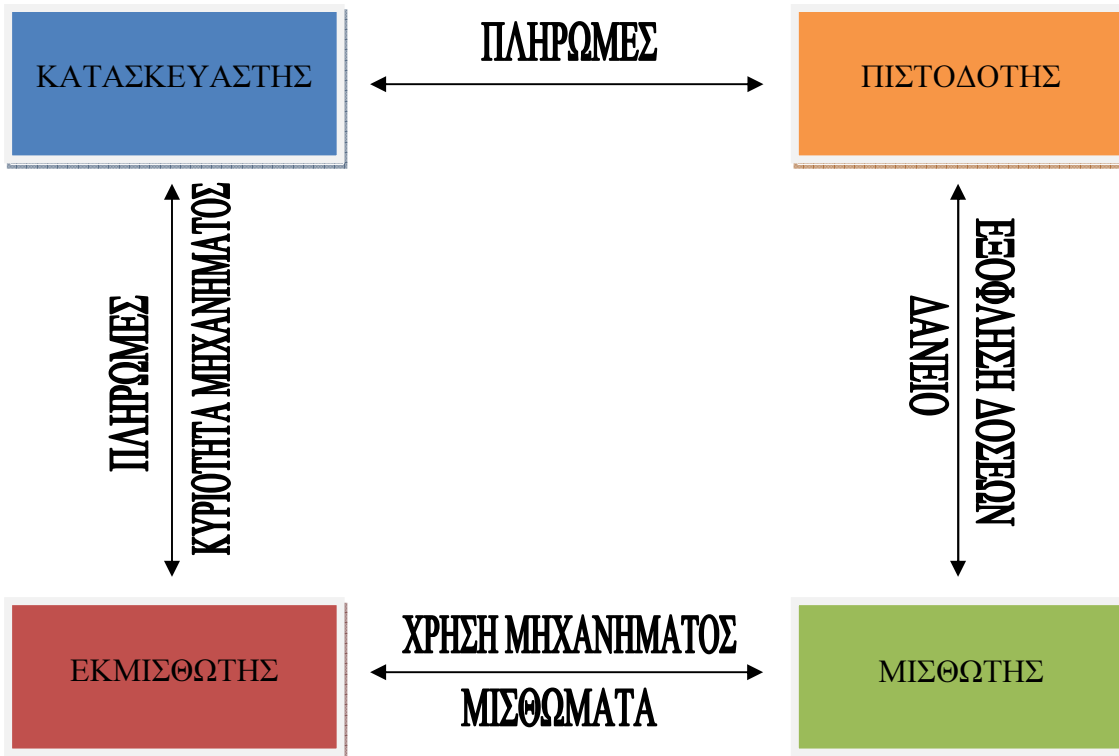 ΚΑΤΑΣΚΕΥΑΣΤΗΣ
ΠΛΗΡΩΜΕΣ
ΠΙΣΤΟΔΟΤΗΣ
ΠΛΗΡΩΜΕΣ
ΚΥΡΙΟΤΗΤΑ ΜΗΧΑΝΗΜΑΤΟΣ
ΔΑΝΕΙΟ
ΕΞΟΦΛΗΣΗ ΔΟΣΕΩΝ
ΕΚΜΙΣΘΩΤΗΣ
ΧΡΗΣΗ ΜΗΧΑΝΗΜΑΤΟΣ
ΜΙΣΘΩΜΑΤΑ
ΜΙΣΘΩΤΗΣ